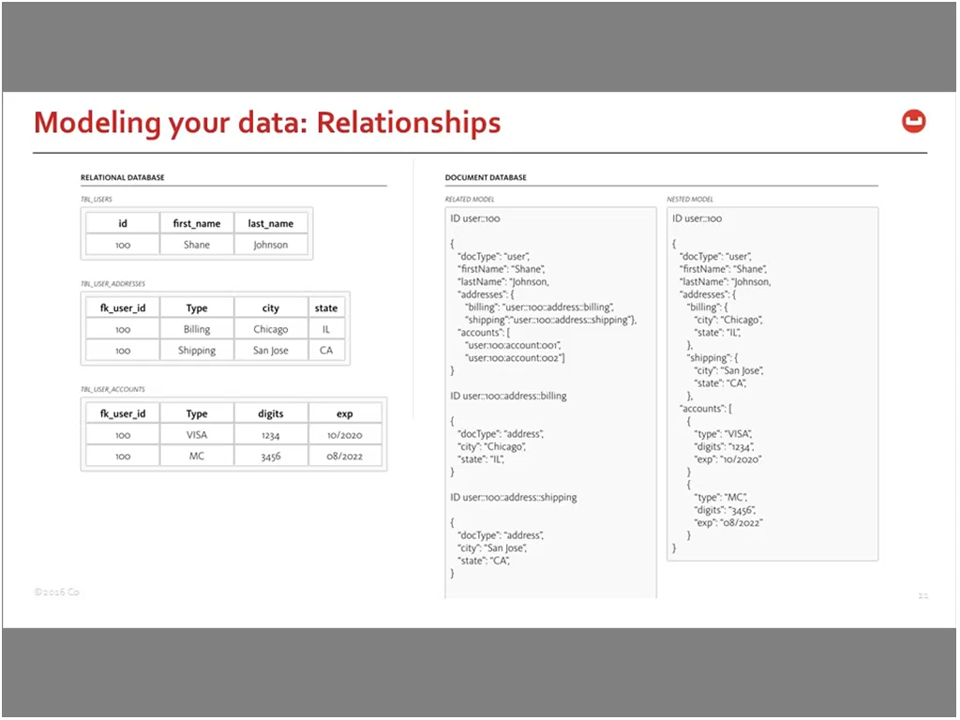 Modeling your data: Relationships
RELATIONAL DATABASE
TBL_USERS
id first_name last_name
100 Shane Johnson
TBL_USER_ADDRESSES
fk_user_id Type city state
100 Billing Chicago IL
100 Shipping San Jose CA
TBL_USER_ACCOUNTS
fk_user_id Type digits exp
100 VISA 1234 10/2020
100 MC 3456 08/2022
DOCUMENT DATABASE
RELATED MODEL
ID user::100
{
"docType": "user",
"firstName": "Shane",
"lastName": "Johnson,
"addresses": {
"billing": "user::100::address::billing",
"shipping":"user::100::address::shipping"},
"accounts": [
"user:100:account:001",
"user:100:account:002"]
}
ID user::100::address::billing
{
"docType": "address",
"city": "Chicago",
"state": "IL",
}
ID user::100::address::shipping
{
"docType": "address",
"city": "San Jose",
"state": "CA",
}
NESTED MODEL
ID user::100
{
"docType": "user",
"firstName": "Shane",
"lastName": "Johnson,
"addresses": {
"billing": {
"city": "Chicago",
"state": "IL",
},
"shipping": {
"city": "San Jose",
"state": "CA",
},
"accounts": [
{
"type": "VISA",
"digits": "1234",
"exp": "10/2020"
}
{
"type": "MC",
"digits": "3456",
"exp": "08/2022"
}
}
©2016 Co
22